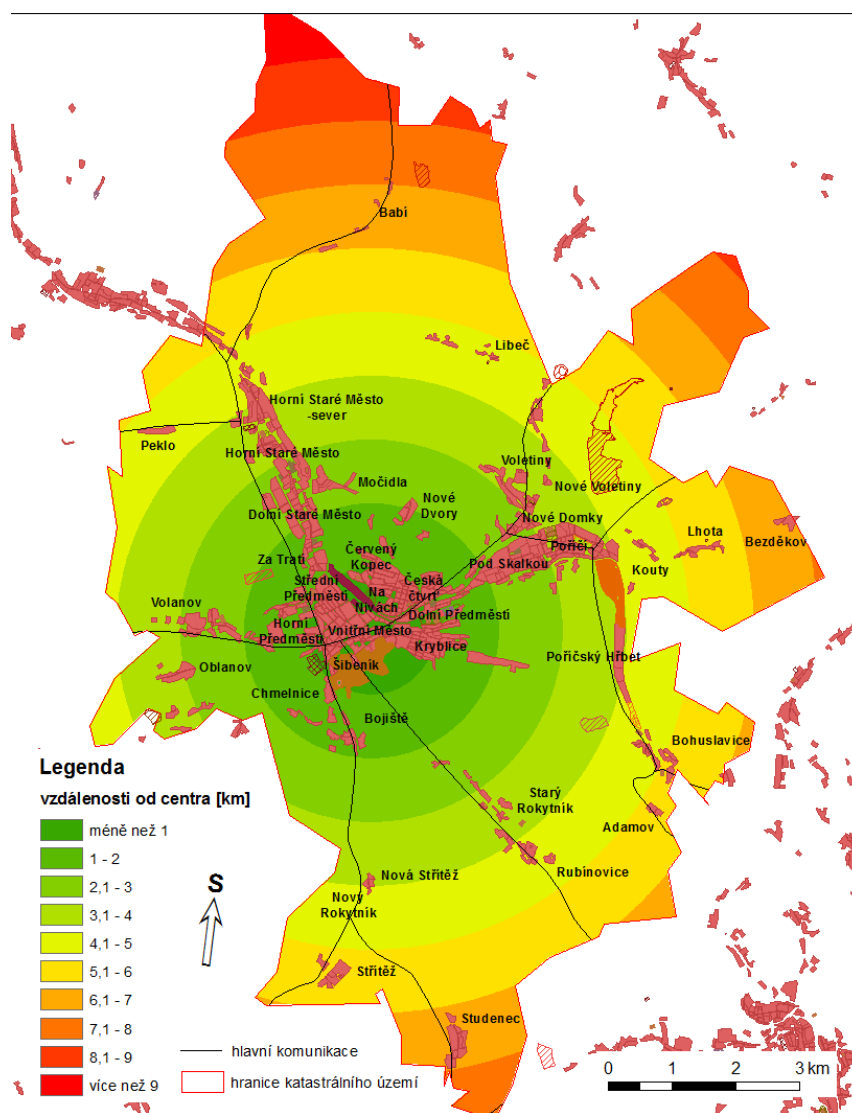 Babí
Libeč
Horní Staré Město
-sever
Peklo
Horní Staré Město
Močidla
Voletiny
Nové Voletiny
Nové
Dvory
Dolní Staré Město
Nové Domky
Poříčí
Lhota
Bezděkov
Červený
Kopec
Za Tratí
Pod Skalkou
Kouty
Střední
Předměstí
Česká
čtvrť
Na
Nivách
Volanov
Dolní Předměstí
Horní
Předměstí
Vnitřní Město
Kryblice
Oblanov
Šibeník
Poříčský Hřbet
Chmelnice
Bojiště
Bohuslavice
Starý
Rokytník
Adamov
Nová Střítěž
Rubínovice
Nový
Rokytník
Střítěž
Studenec
Legenda
vzdálenosti od centra [km]
méně než 1
1 - 2
2,1 - 3
3,1 - 4
4,1 - 5
5,1 - 6
6,1 - 7
7,1 - 8
8,1 - 9
více než 9
S
hlavní komunikace
hranice katastrálního území
0 1 2 3 km